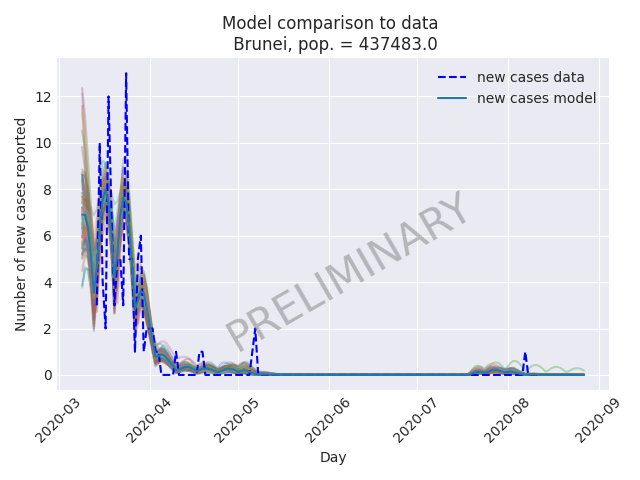 Model comparison to data
Brunei, pop. = 437483.0
new cases data
new cases model
12
10
8
6
4
2
0
Number of new cases reported
PRELIMINARY
2020-03
2020-04
2020-05
2020-06
2020-07
2020-08
2020-09
Day